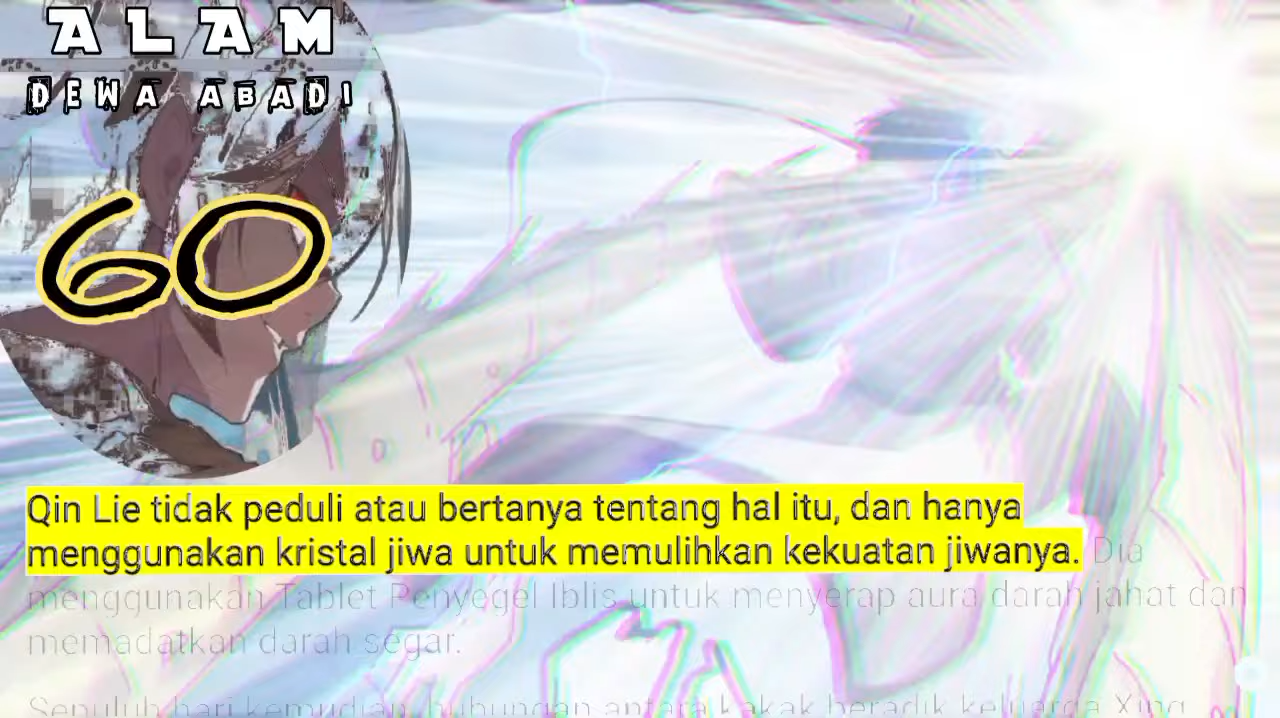 ALAM
DEWA ABADI
60
Qin Lie tidak peduli atau bertanya tentang hal itu, dan hanya
menggunakan kristal jiwa untuk memulihkan kekuatan jiwanya. Dia
menggunakan Tablet Penyegel Iblis untuk menyerap aura darah jahat dan
memadatkan darah segar.
Sepuluh hari kemudian, hubungan antara kakak beradik keluarga Xing